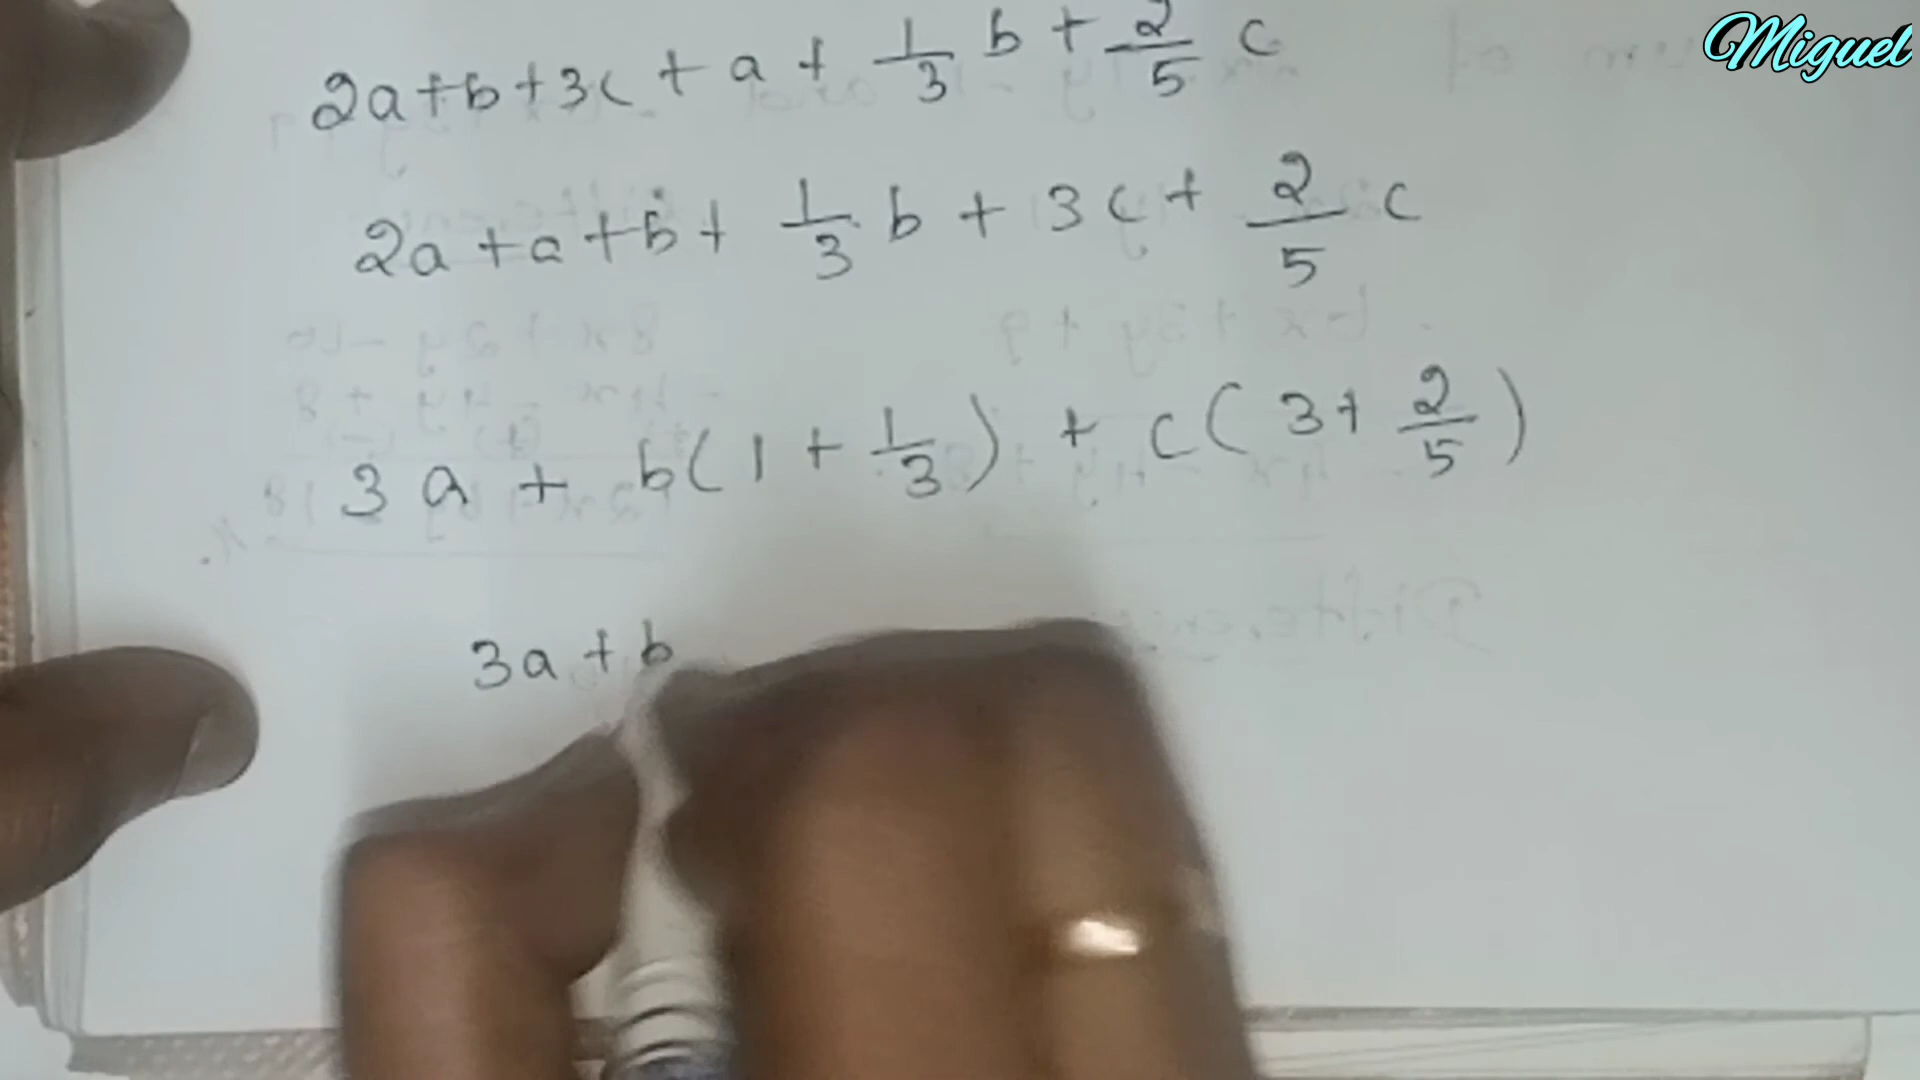 Miguel
2a+b+3c+a+1/3 b+2/5 c
2a+a+b+1/3 b+3c+2/5 c
3a+b(1+1/3)+c(3+2/5)
3a+b